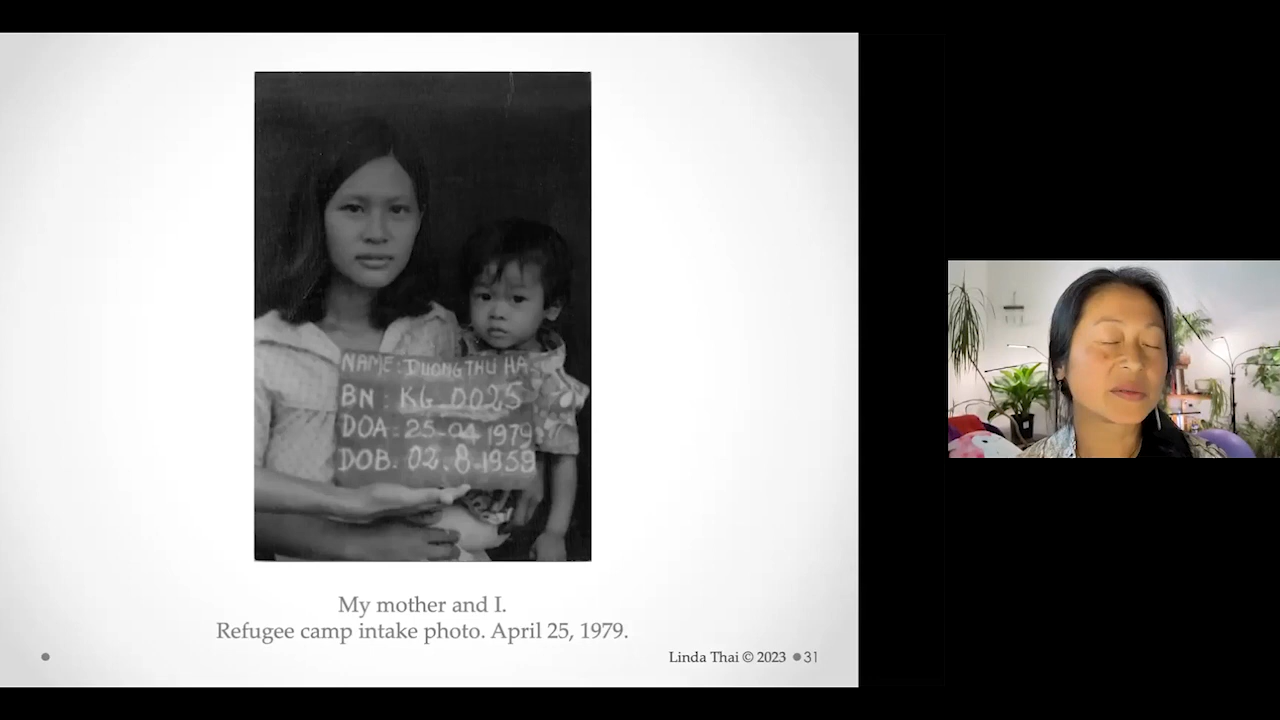 NAME: DUONG THU HA
BN: KG 0025
DOA: 25-04 1979
DOB. 02.8.1959
My mother and I.
Refugee camp intake photo. April 25, 1979.
Linda Thai © 2023 31